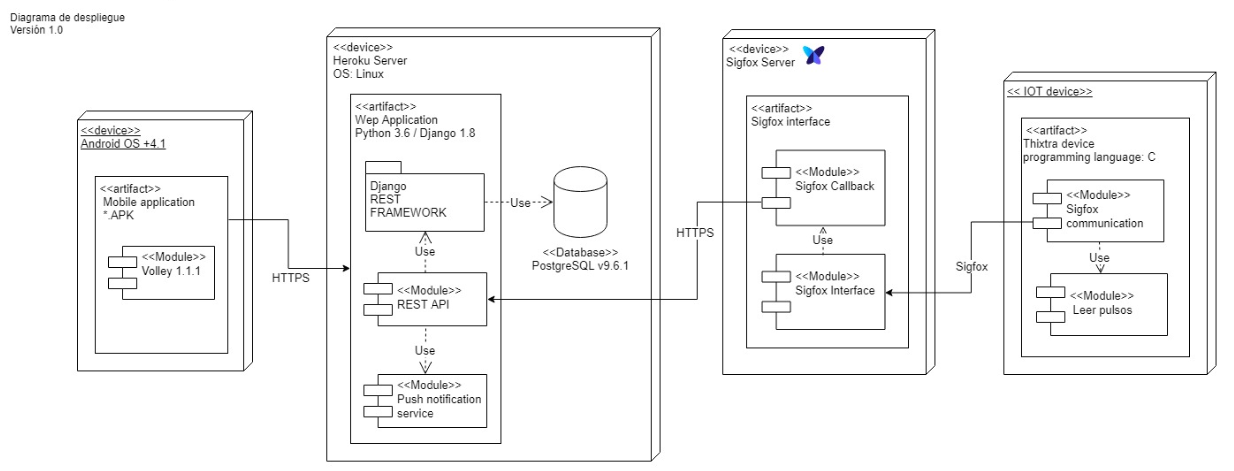 Diagrama de despliegue
Versión 1.0
<<device>>
Android OS +4.1
<<artifact>>
Mobile application
*.APK
<<Module>>
Volley 1.1.1
HTTPS
<<device>>
Heroku Server
OS: Linux
<<artifact>>
Wep Application
Python 3.6 / Django 1.8
Django
REST
FRAMEWORK
Use
<<Database>>
PostgreSQL v9.6.1
Use
<<Module>>
REST API
Use
<<Module>>
Push notification
service
HTTPS
<<device>>
Sigfox Server
<<artifact>>
Sigfox interface
<<Module>>
Sigfox Callback
Use
<<Module>>
Sigfox Interface
Sigfox
<< IOT device>>
<<artifact>>
Thixtra device
programming language: C
<<Module>>
Sigfox
communication
Use
<<Module>>
Leer pulsos